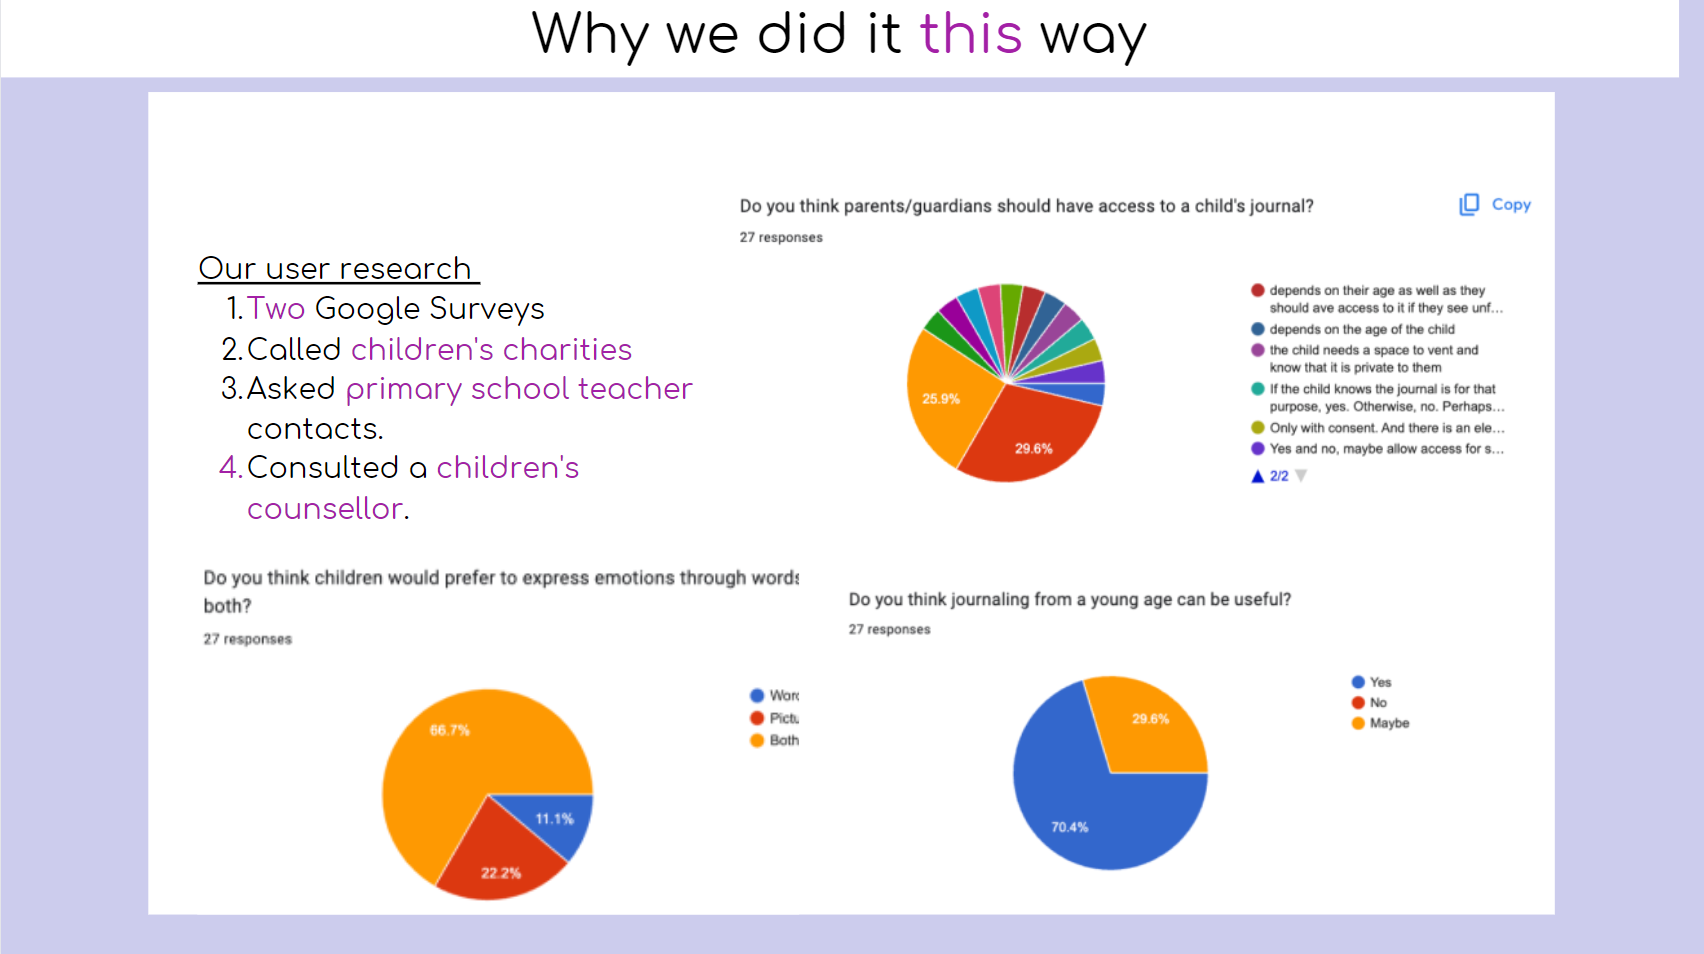 Why we did it this way
Our user research
1. Two Google Surveys
2. Called children's charities
3. Asked primary school teacher
contacts.
4. Consulted a children's
counsellor.
Do you think parents/guardians should have access to a child's journal?
Copy
27 responses
25.9%
29.6%
depends on their age as well as they
should ave access to it if they see unf...
depends on the age of the child
the child needs a space to vent and
know that it is private to them
If the child knows the journal is for that
purpose, yes. Otherwise, no. Perhaps...
Only with consent. And there is an ele...
Yes and no, maybe allow access for s...
2/2
Do you think children would prefer to express emotions through words
both?
27 responses
66.7%
11.1%
22.2%
Both
Do you think journaling from a young age can be useful?
27 responses
29.6%
70.4%
Yes
No
Maybe